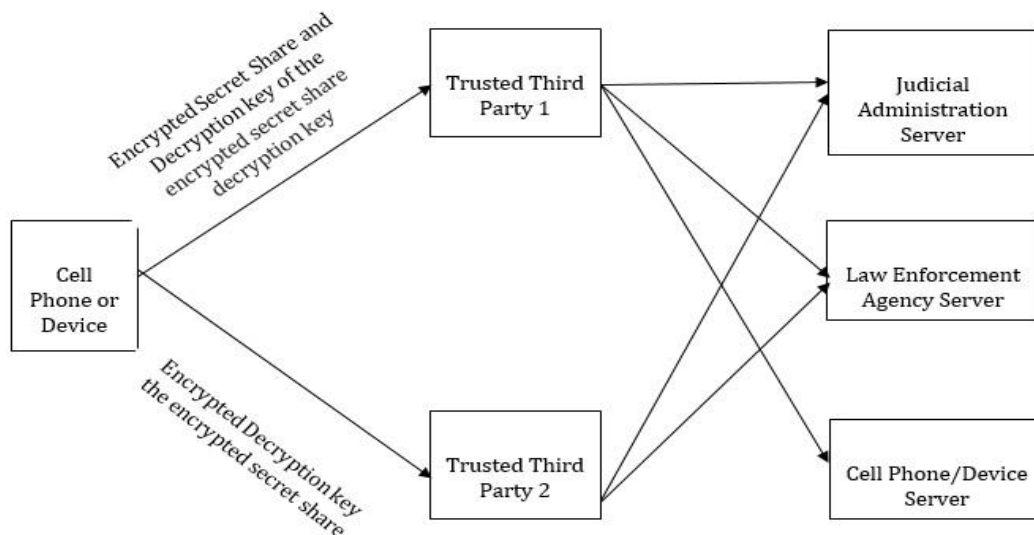 Encrypted Secret Share and
Decryption key of the
encrypted secret share
decryption key
Trusted Third
Party 1
Judicial
Administration
Server
Cell
Phone or
Device
Law Enforcement
Agency Server
Encrypted Decryption key
the encrypted secret share
Trusted Third
Party 2
Cell Phone/Device
Server